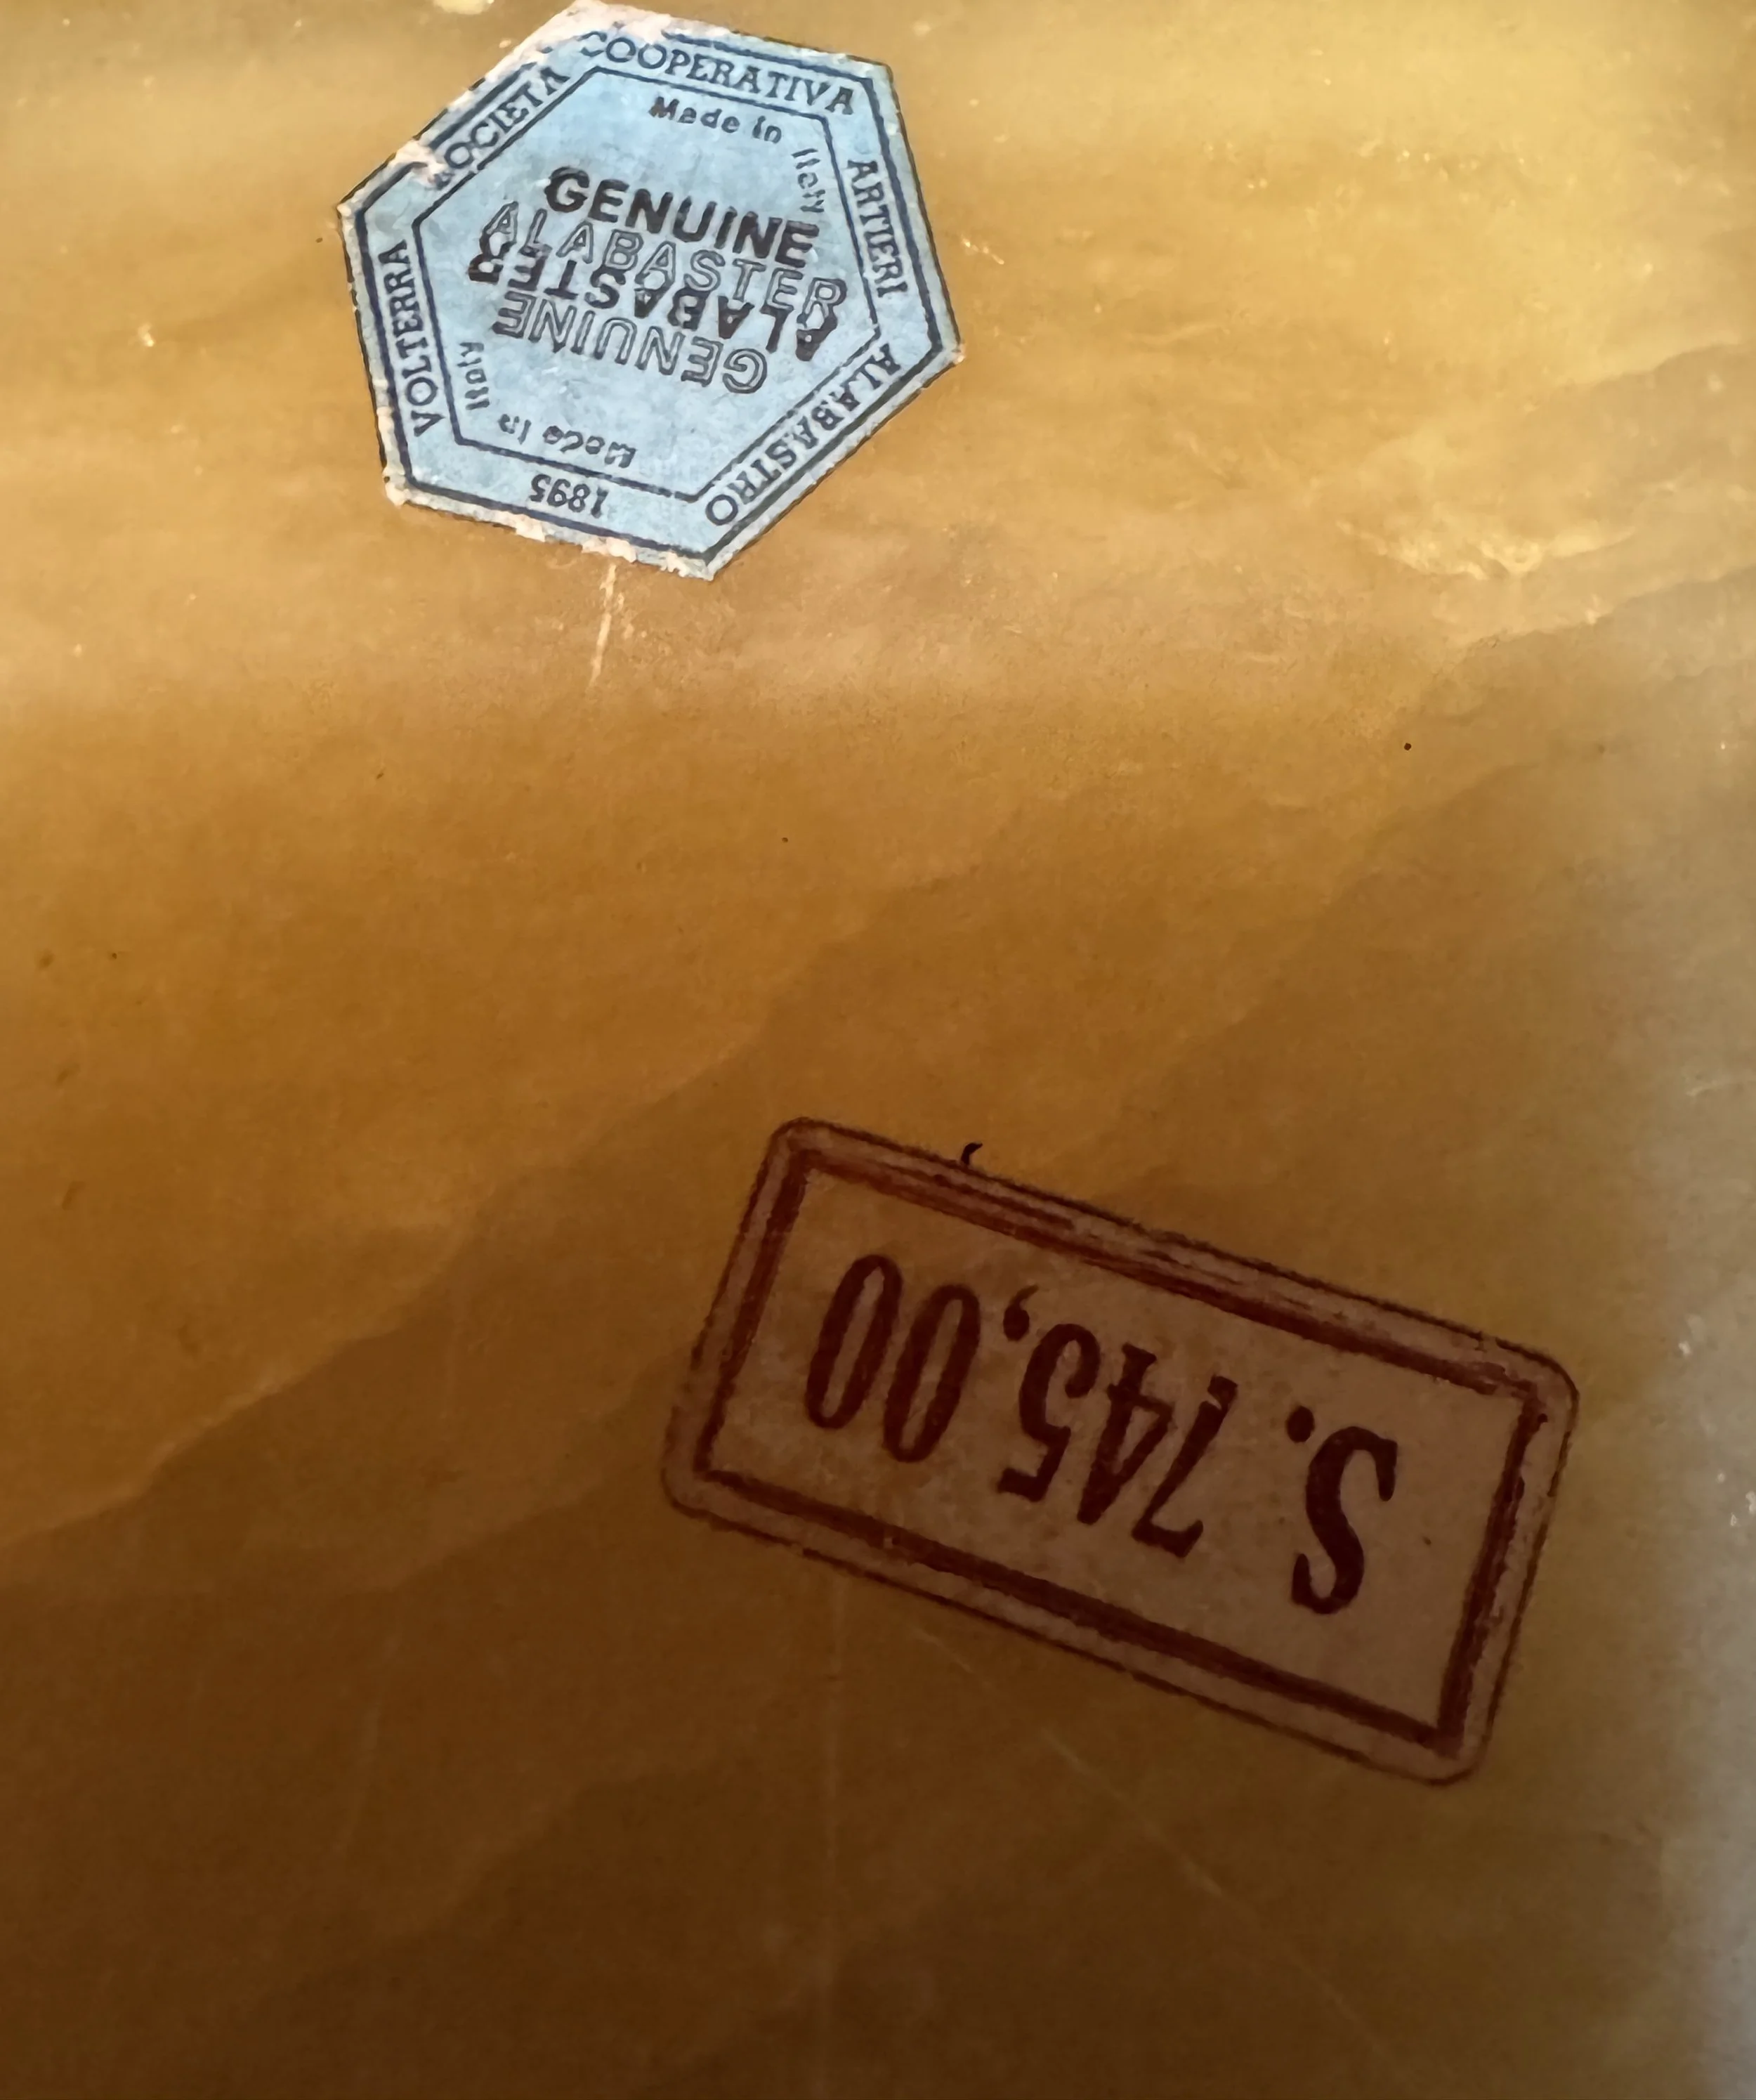 SOCIETA
COOPERATIVA
ARTIERI
ALABASTRO
1895
VOLTERRA
Made in Italy
GENUINE
ALABASTER
Made in Italy
GENUINE
ALABASTER
S. 745,00